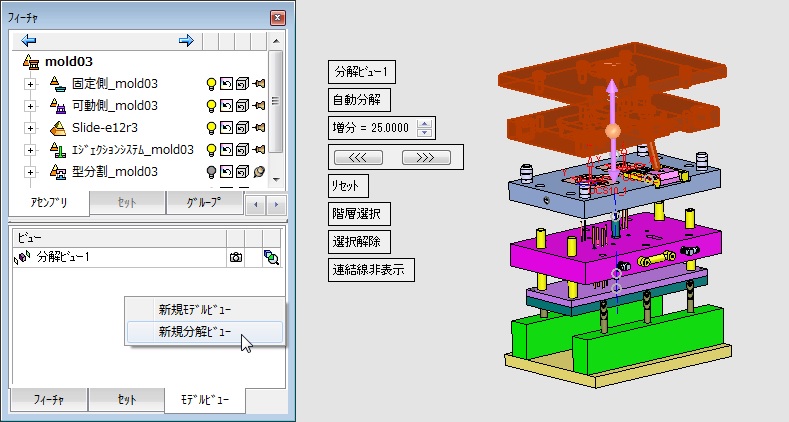 ﾌｨｰﾁｬ
mold03
固定側_mold03
可動側_mold03
Slide-e12r3
ｴｼﾞｪｸｼｮﾝｼｽﾃﾑ_mold03
型分割_mold03
ｱｾﾝﾌﾞﾘ
ｾｯﾄ
ｸﾞﾙｰﾌﾟ
ﾋﾞｭｰ
分解ﾋﾞｭｰ1
新規ﾓﾃﾞﾙﾋﾞｭｰ
新規分解ﾋﾞｭｰ
ﾌｨｰﾁｬ
ｾｯﾄ
ﾓﾃﾞﾙﾋﾞｭｰ
分解ﾋﾞｭｰ1
自動分解
増分 = 25.0000
<<<
>>>
ﾘｾｯﾄ
階層選択
選択解除
連結線非表示